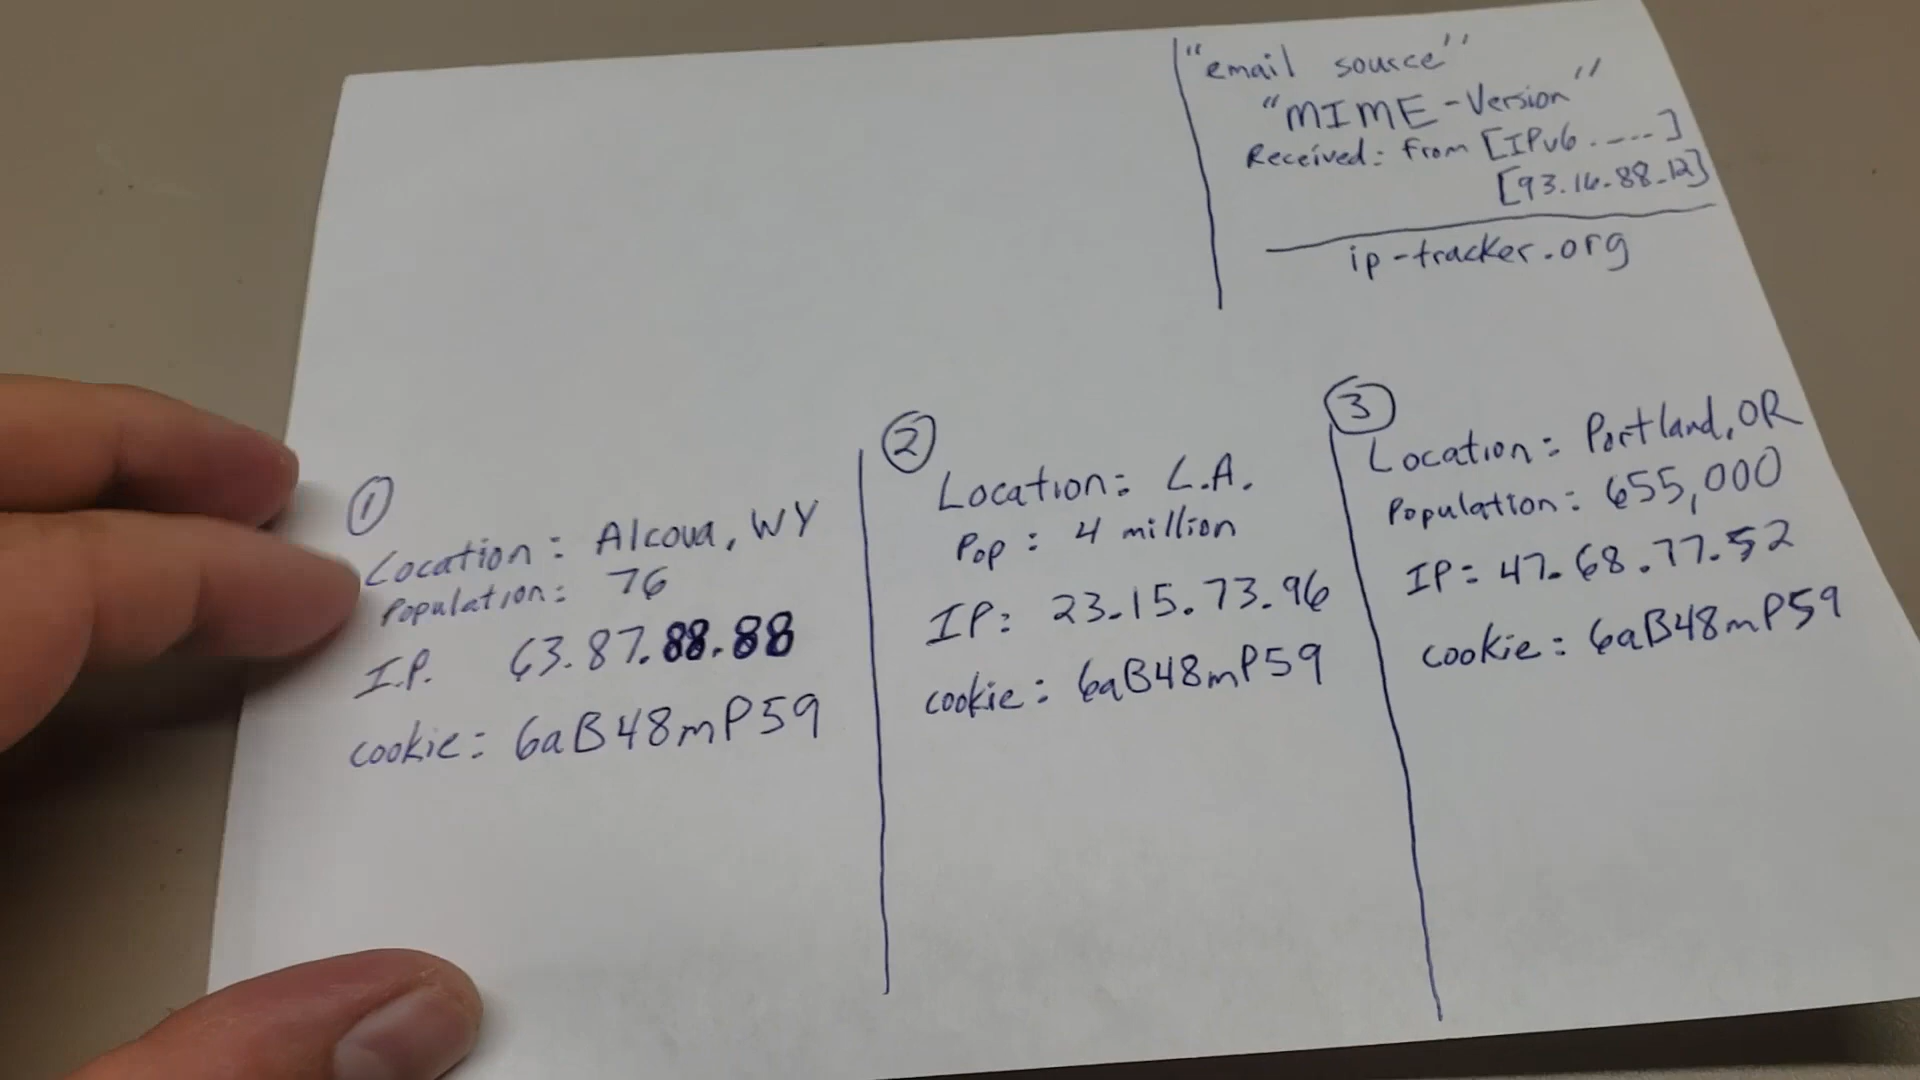 "email source"
"MIME-Version"
Received: from [IPv6.----]
[93.16.88.12]
ip-tracker.org
①
Location: Alcova, WY
Population: 76
I.P. 63.87.88.88
cookie: 6aB48mP59
②
Location: L.A.
Pop: 4 million
IP: 23.15.73.96
cookie: 6aB48mP59
③
Location: Portland, OR
Population: 655,000
IP: 47.68.77.52
cookie: 6aB48mP59